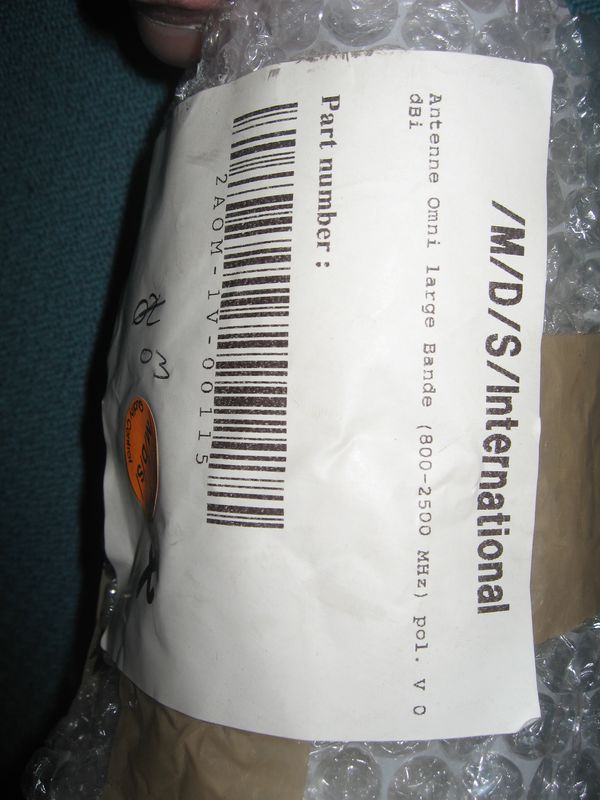 /M/D/S/International
Antenne Omni large Bande (800-2500 MHz) pol. V 0
dBi
Part number :
2AOM-1V-00115
/M/D/S/